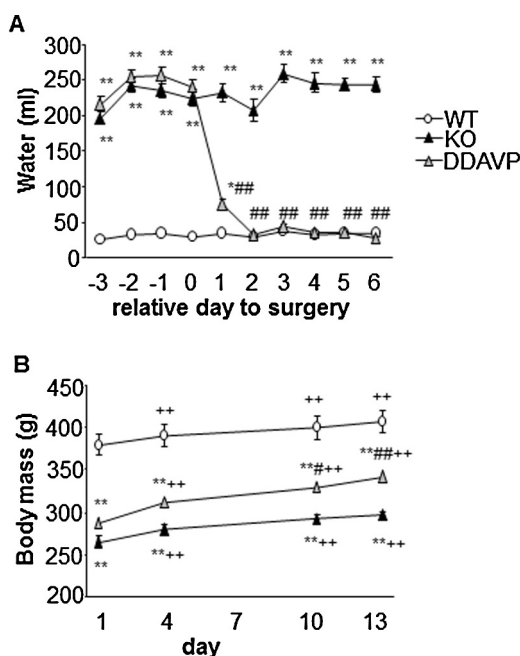 A
Water (ml)
300
250
200
150
100
50
0
** ** ** ** ** ** ** ** ** **
** ** ** **
*## ## ## ## ## ##
-3 -2 -1 0 1 2 3 4 5 6
relative day to surgery
WT
KO
DDAVP
B
Body mass (g)
450
400
350
300
250
200
++ ++ ++
** **++ **#++ **##++
** **++ **++ **++
1 4 7 10 13
day